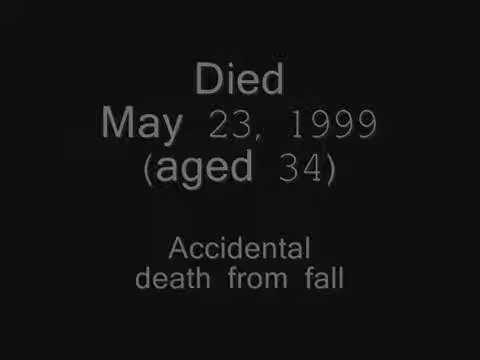 Died
May 23, 1999
(aged 34)
Accidental
death from fall